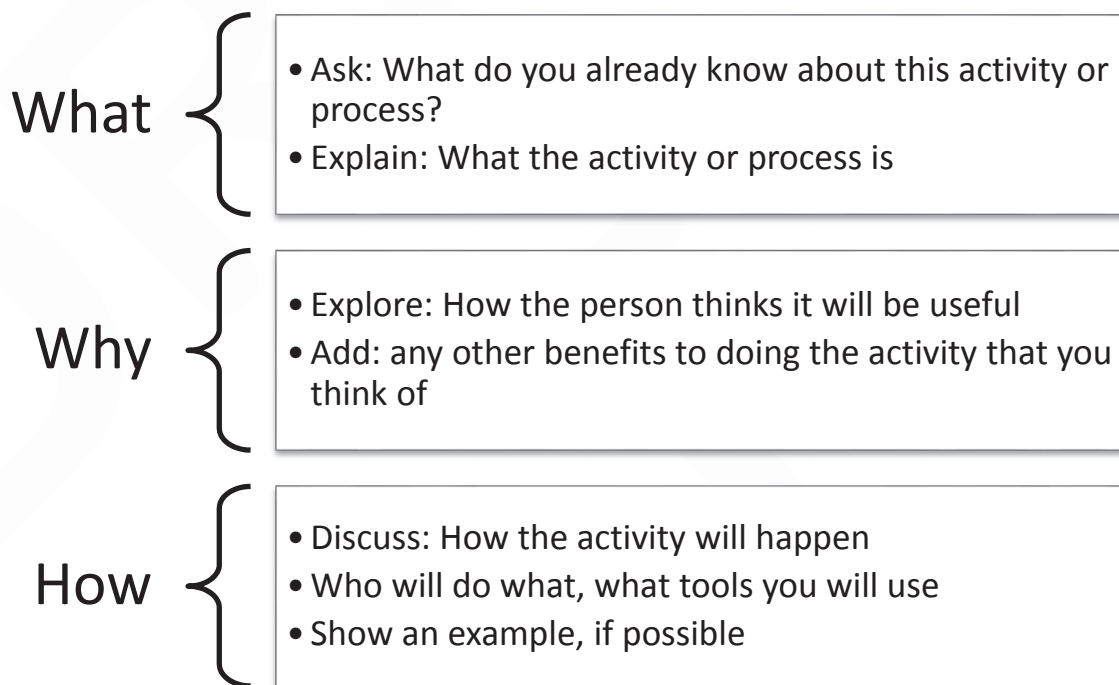 What
• Ask: What do you already know about this activity or
process?
• Explain: What the activity or process is
Why
• Explore: How the person thinks it will be useful
• Add: any other benefits to doing the activity that you
think of
How
• Discuss: How the activity will happen
• Who will do what, what tools you will use
• Show an example, if possible